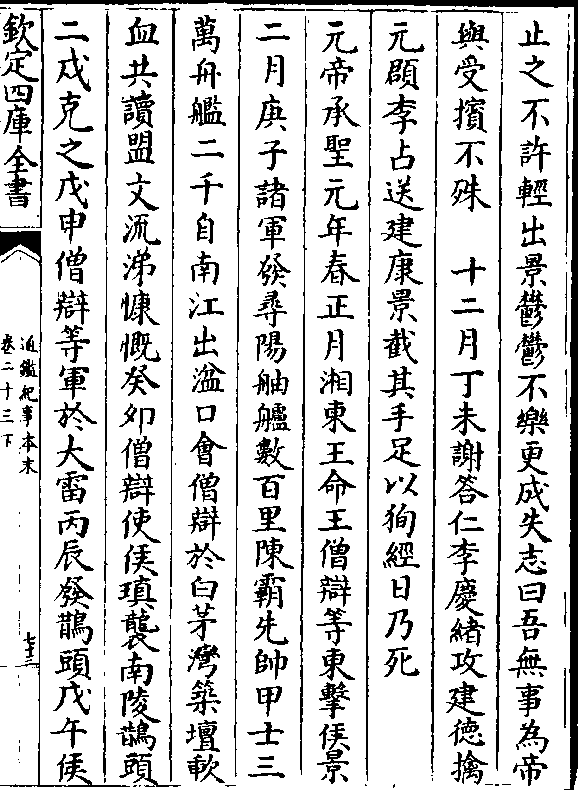 止之不許輕出景鬱鬱不樂更成失志曰吾無事為帝
與受擯不殊　十二月丁未謝答仁李慶緒攻建德擒
元頵李占送建康景截其手足以狥經日乃死
元帝承聖元年春正月湘東王命王僧辯等東擊侯景
二月庚子諸軍發尋陽舳艫數百里陳霸先帥甲士三
萬舟艦二千自南江出湓口會僧辯於白茅灣築壇歃
血共讀盟文流涕慷慨癸卯僧辯使侯瑱襲南陵鵲頭
二戍克之戊申僧辯等軍於大雷丙辰發鵲頭戊午侯
欽定四庫全書
通鑑紀事本末
卷二十三下
七十三